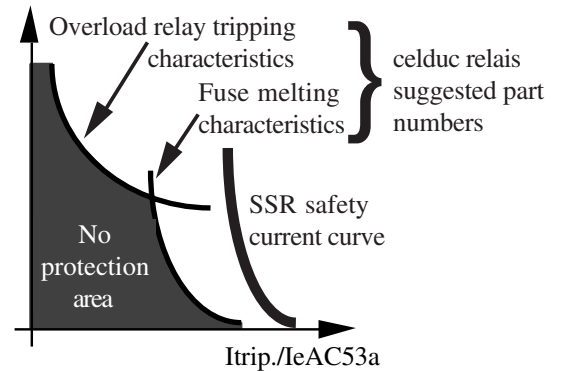 Overload relay tripping
characteristics
Fuse melting
characteristics
celduc relais
suggested part
numbers
SSR safety
current curve
No
protection
area
Itrip./IeAC53a